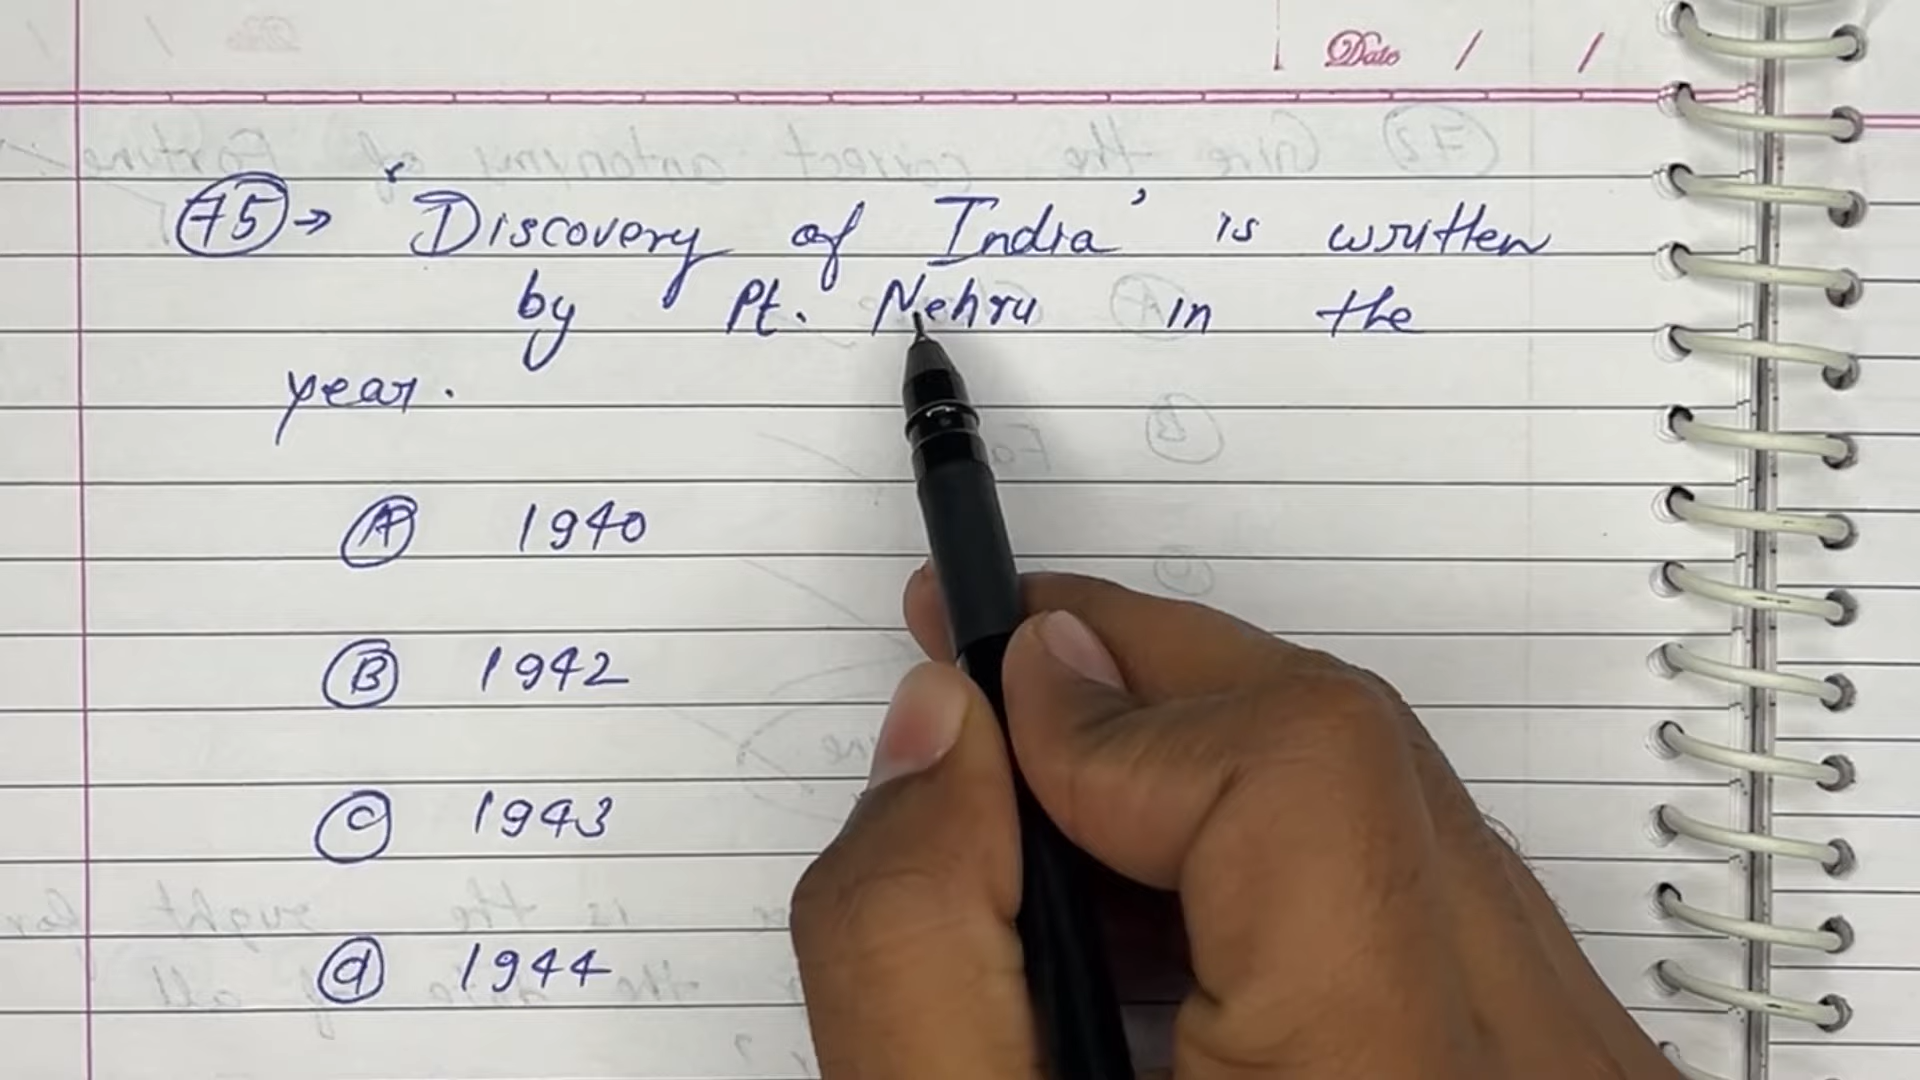 Date / /
75 → 'Discovery of India' is written
by Pt. Nehru in the
year.
A 1940
B 1942
C 1943
d 1944